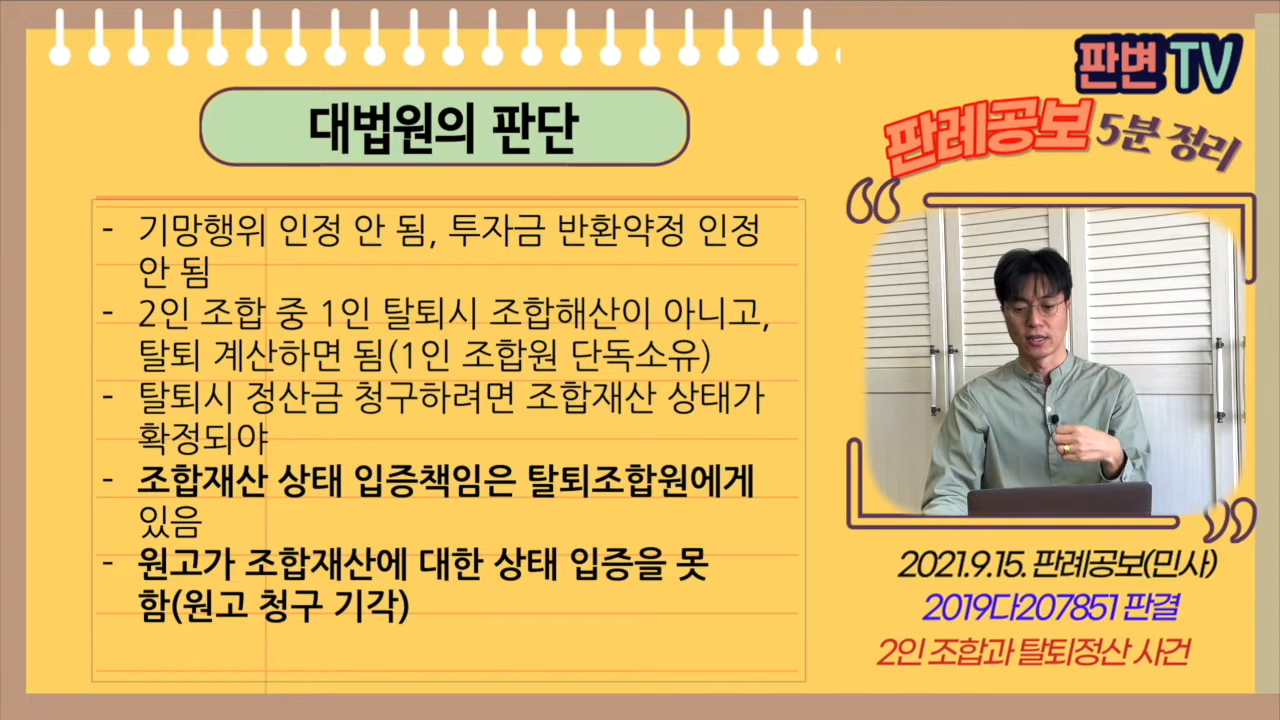 판변 TV
판례공보 5분 정리
대법원의 판단
- 기망행위 인정 안 됨, 투자금 반환약정 인정
안 됨
- 2인 조합 중 1인 탈퇴시 조합해산이 아니고,
탈퇴 계산하면 됨(1인 조합원 단독소유)
- 탈퇴시 정산금 청구하려면 조합재산 상태가
확정되야
- 조합재산 상태 입증책임은 탈퇴조합원에게
있음
- 원고가 조합재산에 대한 상태 입증을 못
함(원고 청구 기각)
2021.9.15. 판례공보(민사)
2019다207851 판결
2인 조합과 탈퇴정산 사건